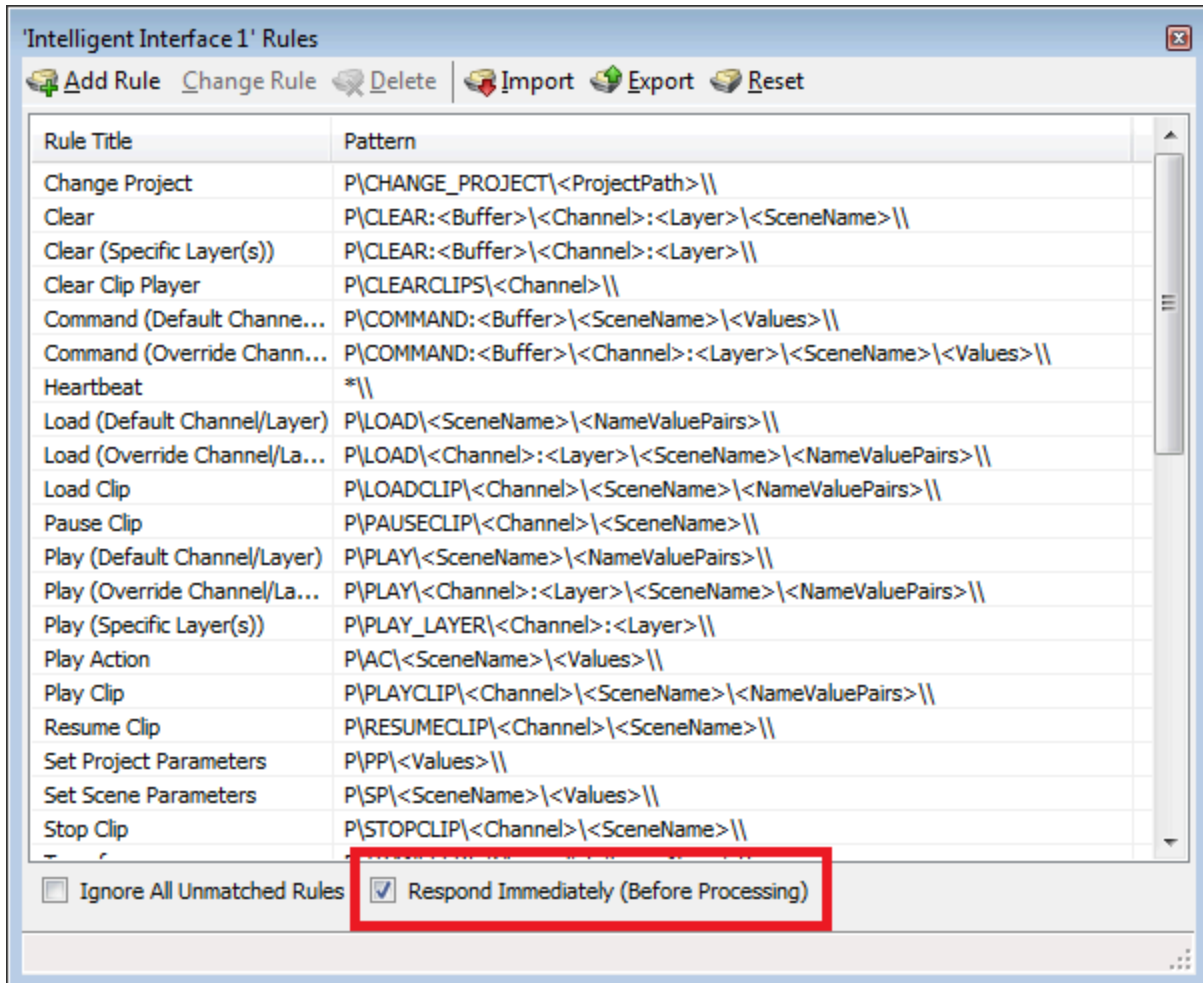 'Intelligent Interface 1' Rules
Add Rule Change Rule Delete Import Export Reset
Rule Title Pattern
Change Project P\CHANGE_PROJECT\<ProjectPath>\\
Clear P\CLEAR:<Buffer>\<Channel>:<Layer>\<SceneName>\\
Clear (Specific Layer(s)) P\CLEAR:<Buffer>\<Channel>:<Layer>\\
Clear Clip Player P\CLEARCLIPS\<Channel>\\
Command (Default Channe... P\COMMAND:<Buffer>\<SceneName>\<Values>\\
Command (Override Chann... P\COMMAND:<Buffer>\<Channel>:<Layer>\<SceneName>\<Values>\\
Heartbeat *\\
Load (Default Channel/Layer) P\LOAD\<SceneName>\<NameValuePairs>\\
Load (Override Channel/La... P\LOAD\<Channel>:<Layer>\<SceneName>\<NameValuePairs>\\
Load Clip P\LOADCLIP\<Channel>\<SceneName>\<NameValuePairs>\\
Pause Clip P\PAUSECLIP\<Channel>\<SceneName>\\
Play (Default Channel/Layer) P\PLAY\<SceneName>\<NameValuePairs>\\
Play (Override Channel/La... P\PLAY\<Channel>:<Layer>\<SceneName>\<NameValuePairs>\\
Play (Specific Layer(s)) P\PLAY_LAYER\<Channel>:<Layer>\\
Play Action P\AC\<SceneName>\<Values>\\
Play Clip P\PLAYCLIP\<Channel>\<SceneName>\<NameValuePairs>\\
Resume Clip P\RESUMECLIP\<Channel>\<SceneName>\\
Set Project Parameters P\PP\<Values>\\
Set Scene Parameters P\SP\<SceneName>\<Values>\\
Stop Clip P\STOPCLIP\<Channel>\<SceneName>\\
Ignore All Unmatched Rules Respond Immediately (Before Processing)